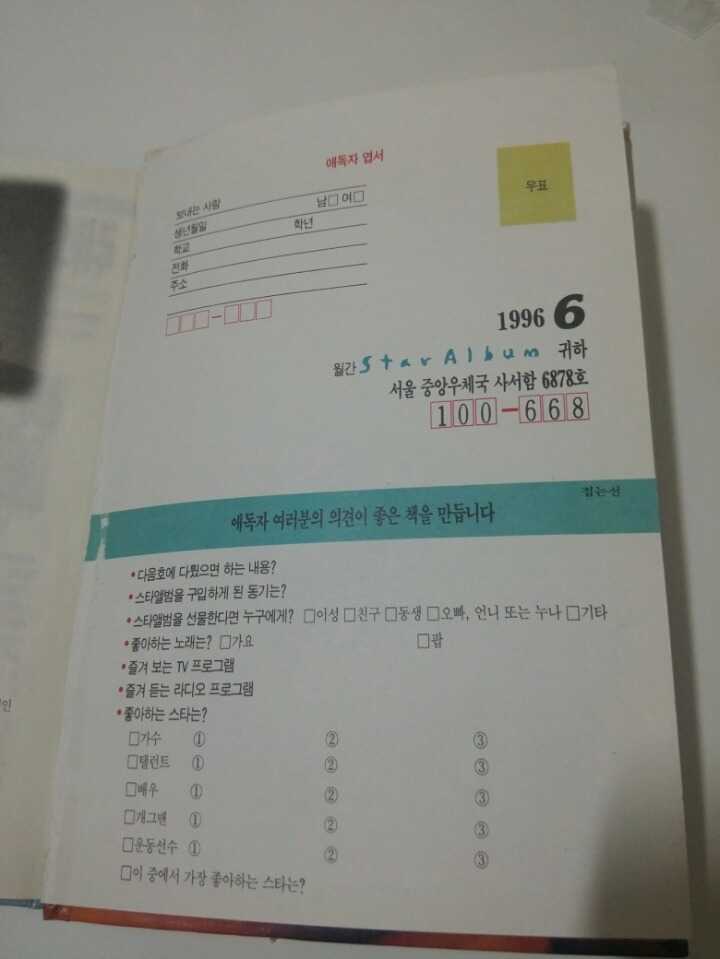 애독자 엽서
우표
보내는 사람 남□ 여□
생년월일 학년
학교
전화
주소
□□□-□□□
1996 6
월간 Star Album 귀하
서울 중앙우체국 사서함 6878호
100-668
접는선
애독자 여러분의 의견이 좋은 책을 만듭니다
•다음호에 다뤘으면 하는 내용?
•스타앨범을 구입하게 된 동기는?
•스타앨범을 선물한다면 누구에게? □이성 □친구 □동생 □오빠, 언니 또는 누나 □기타
•좋아하는 노래는? □가요 □팝
•즐겨 보는 TV 프로그램
•즐겨 듣는 라디오 프로그램
•좋아하는 스타는?
□가수 ① ② ③
□탤런트 ① ② ③
□배우 ① ② ③
□개그맨 ① ② ③
□운동선수 ① ② ③
□이 중에서 가장 좋아하는 스타는?
인